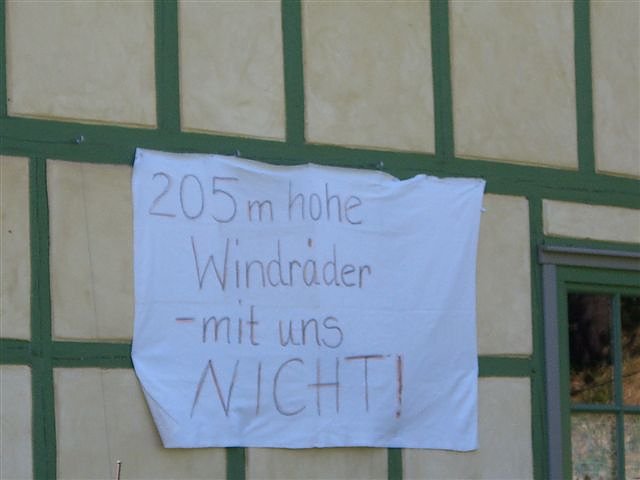 205m hohe
Windräder
-mit uns
NICHT!